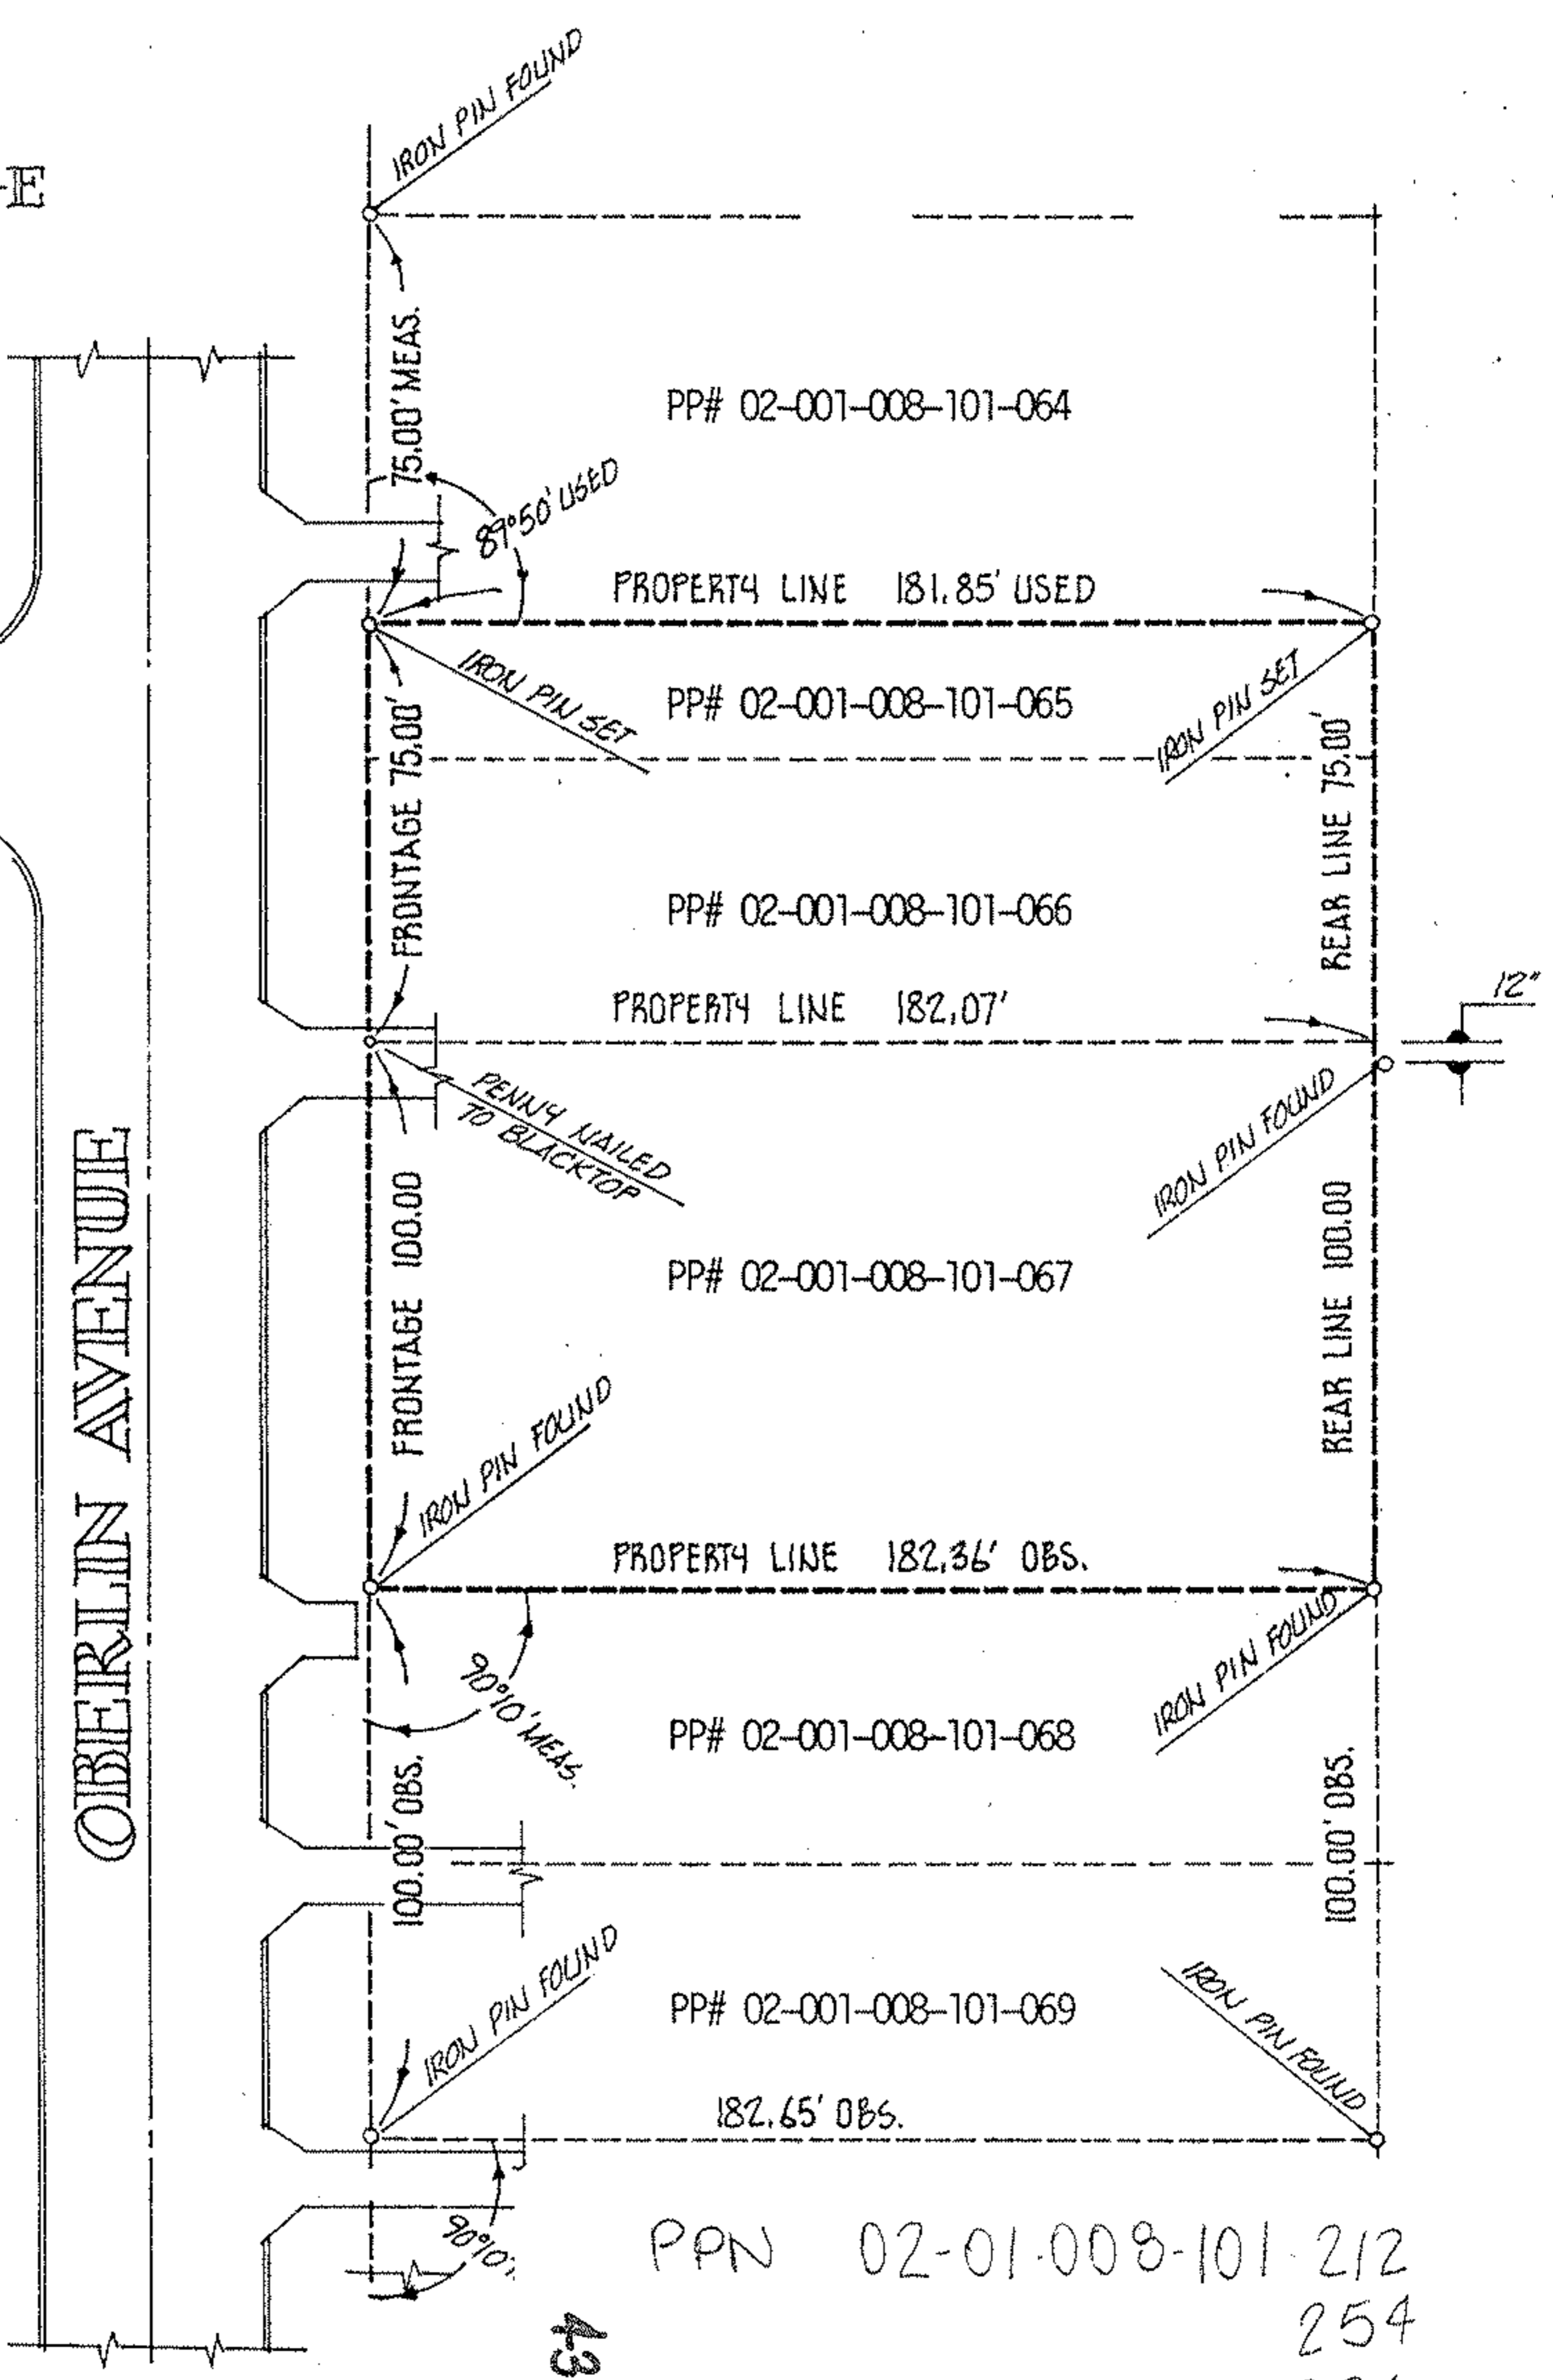 IRON PIN FOUND
E
75.00' MEAS.
PP# 02-001-008-101-064
89°50' USED
PROPERTY LINE 181.85' USED
IRON PIN SET
PP# 02-001-008-101-065
IRON PIN SET
FRONTAGE 75.00'
REAR LINE 75.00'
PP# 02-001-008-101-066
PROPERTY LINE 182.07'
12"
PENNY NAILED
TO BLACKTOP
IRON PIN FOUND
OBERLIN AVENUE
FRONTAGE 100.00
PP# 02-001-008-101-067
REAR LINE 100.00
IRON PIN FOUND
PROPERTY LINE 182.36' OBS.
IRON PIN FOUND
90°10' MEAS.
PP# 02-001-008-101-068
100.00' OBS.
100.00' OBS.
IRON PIN FOUND
PP# 02-001-008-101-069
IRON PIN FOUND
182.65' OBS.
90°10'
PPN 02-01-008-101-212
254
43